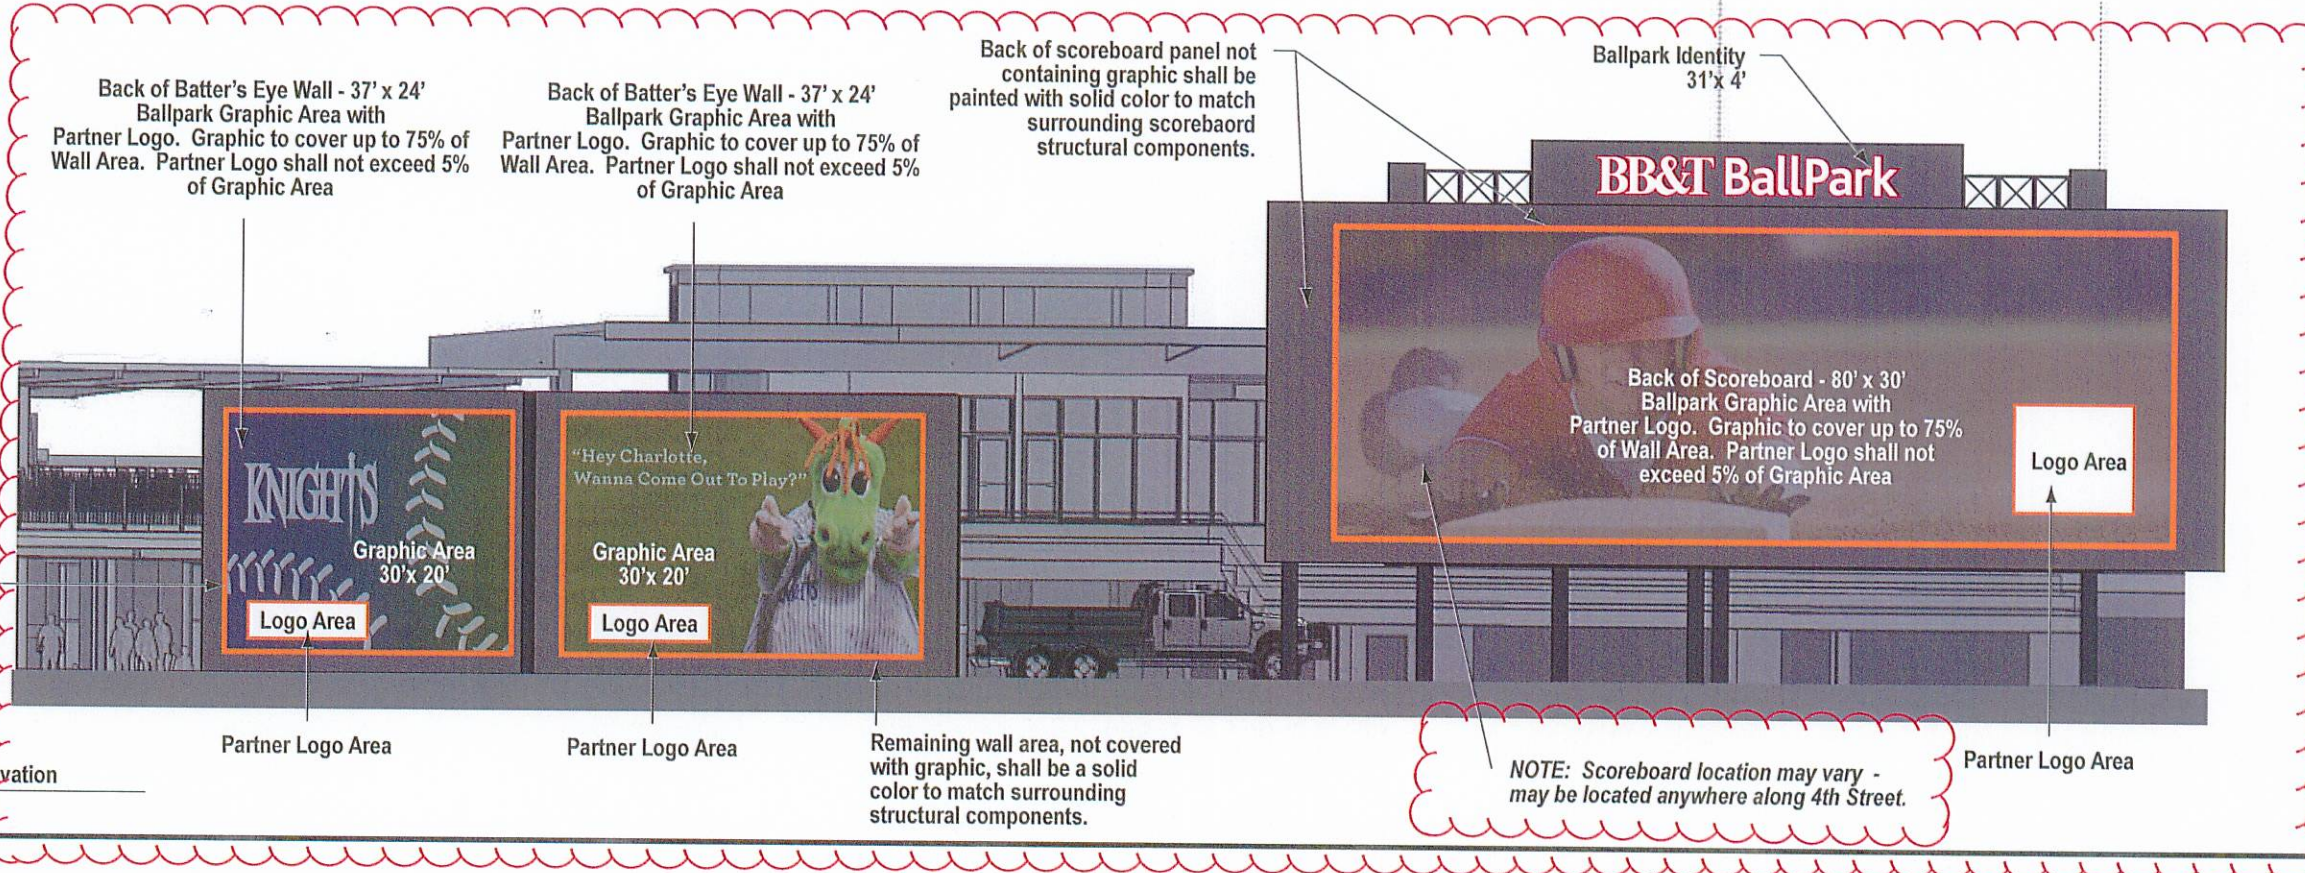 Back of Batter's Eye Wall - 37' x 24'
Ballpark Graphic Area with
Partner Logo. Graphic to cover up to 75% of
Wall Area. Partner Logo shall not exceed 5%
of Graphic Area
Back of Batter's Eye Wall - 37' x 24'
Ballpark Graphic Area with
Partner Logo. Graphic to cover up to 75% of
Wall Area. Partner Logo shall not exceed 5%
of Graphic Area
Back of scoreboard panel not
containing graphic shall be
painted with solid color to match
surrounding scorebaord
structural components.
Ballpark Identity
31'x 4'
BB&T BallPark
KNIGHTS
Graphic Area
30'x 20'
Logo Area
"Hey Charlotte,
Wanna Come Out To Play?"
Graphic Area
30'x 20'
Logo Area
Back of Scoreboard - 80' x 30'
Ballpark Graphic Area with
Partner Logo. Graphic to cover up to 75%
of Wall Area. Partner Logo shall not
exceed 5% of Graphic Area
Logo Area
Partner Logo Area
Partner Logo Area
Remaining wall area, not covered
with graphic, shall be a solid
color to match surrounding
structural components.
NOTE: Scoreboard location may vary -
may be located anywhere along 4th Street.
Partner Logo Area
vation